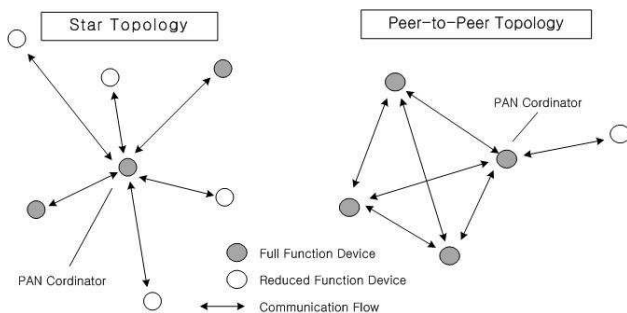 Star Topology
Peer-to-Peer Topology
PAN Cordinator
PAN Cordinator
Full Function Device
Reduced Function Device
Communication Flow